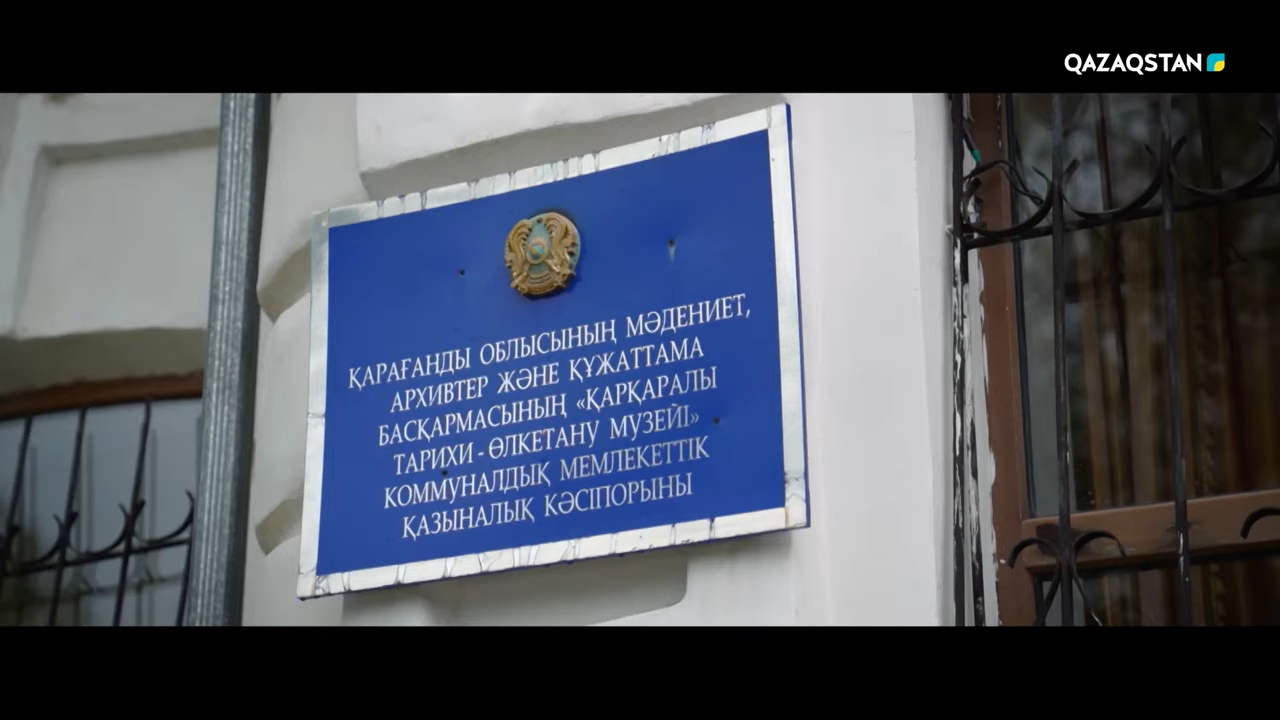 QAZAQSTAN
ҚАРАҒАНДЫ ОБЛЫСЫНЫҢ МӘДЕНИЕТ,
АРХИВТЕР ЖӘНЕ ҚҰЖАТТАМА
БАСҚАРМАСЫНЫҢ «ҚАРҚАРАЛЫ
ТАРИХИ - ӨЛКЕТАНУ МУЗЕЙІ»
КОММУНАЛДЫҚ МЕМЛЕКЕТТІК
ҚАЗЫНАЛЫҚ КӘСІПОРЫНЫ